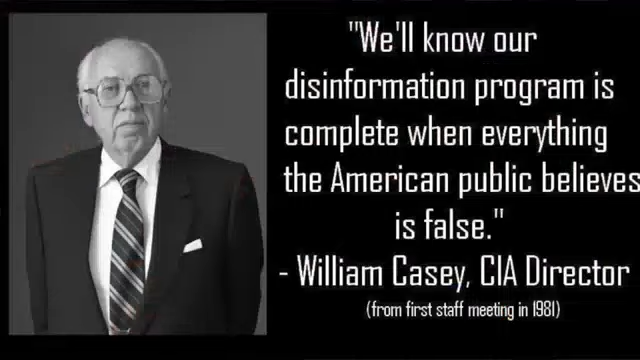 "We'll know our
disinformation program is
complete when everything
the American public believes
is false."
- William Casey, CIA Director
(from first staff meeting in 1981)